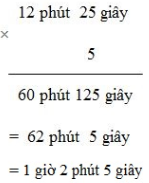 12 phút 25 giây
×
5
60 phút 125 giây
= 62 phút 5 giây
= 1 giờ 2 phút 5 giây